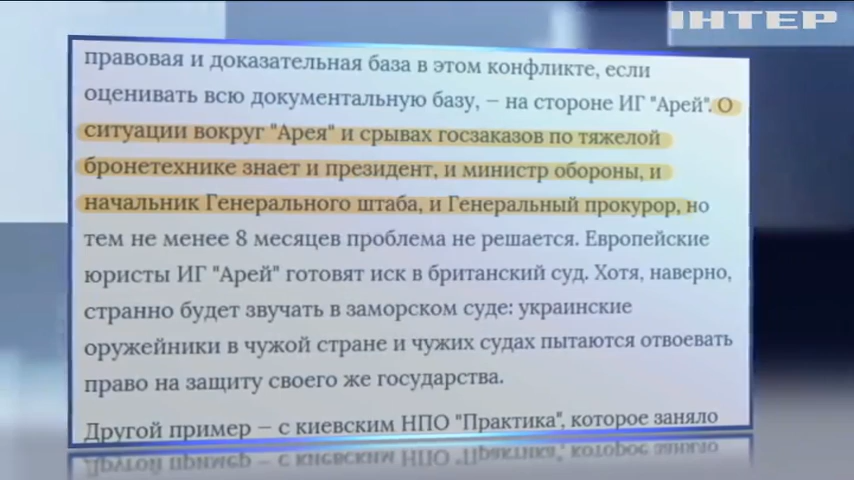 ІНТЕР
правовая и доказательная база в этом конфликте, если
оценивать всю документальную базу, – на стороне ИГ "Арей". О
ситуации вокруг "Арея" и срывах госзаказов по тяжелой
бронетехнике знает и президент, и министр обороны, и
начальник Генерального штаба, и Генеральный прокурор, но
тем не менее 8 месяцев проблема не решается. Европейские
юристы ИГ "Арей" готовят иск в британский суд. Хотя, наверно,
странно будет звучать в заморском суде: украинские
оружейники в чужой стране и чужих судах пытаются отвоевать
право на защиту своего же государства.
Другой пример – с киевским НПО "Практика", которое заняло